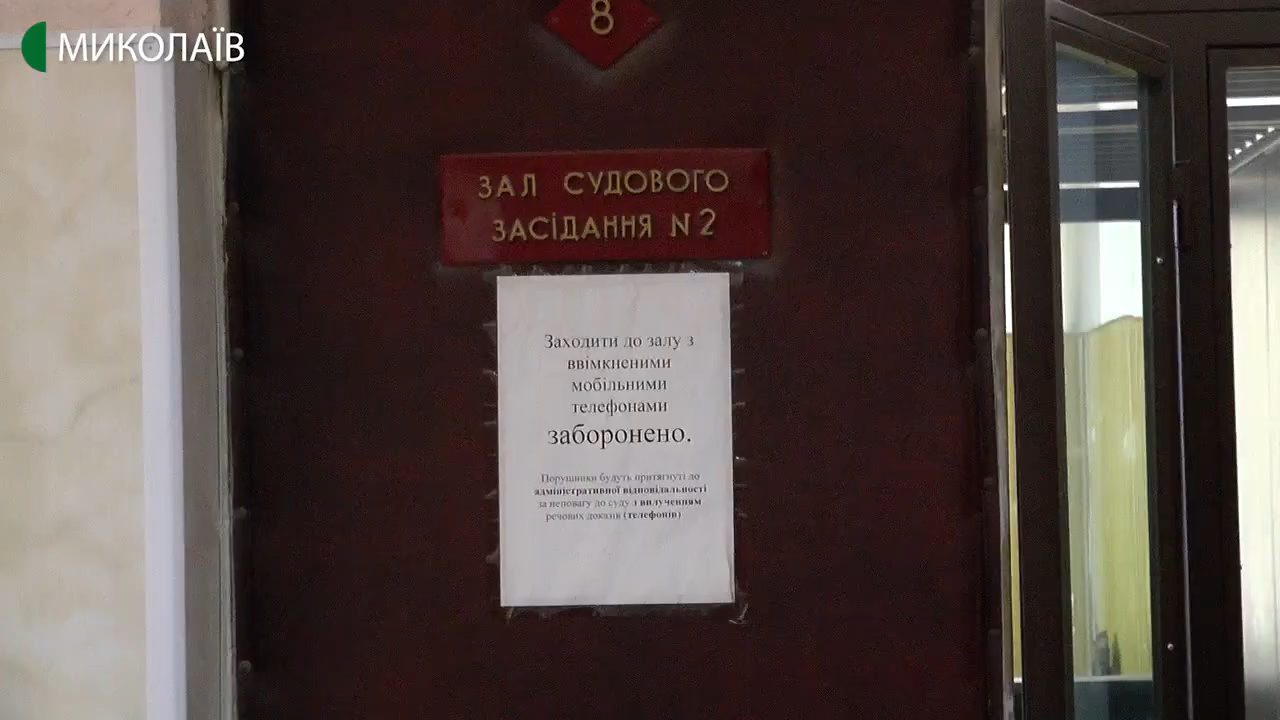 МИКОЛАЇВ
8
ЗАЛ СУДОВОГО
ЗАСІДАННЯ N 2
Заходити до залу з
ввімкненими
мобільними
телефонами
заборонено.
Порушники будуть притягнуті до
адміністративної відповідальності
за неповагу до суду з вилученням
речових доказів (телефонів)